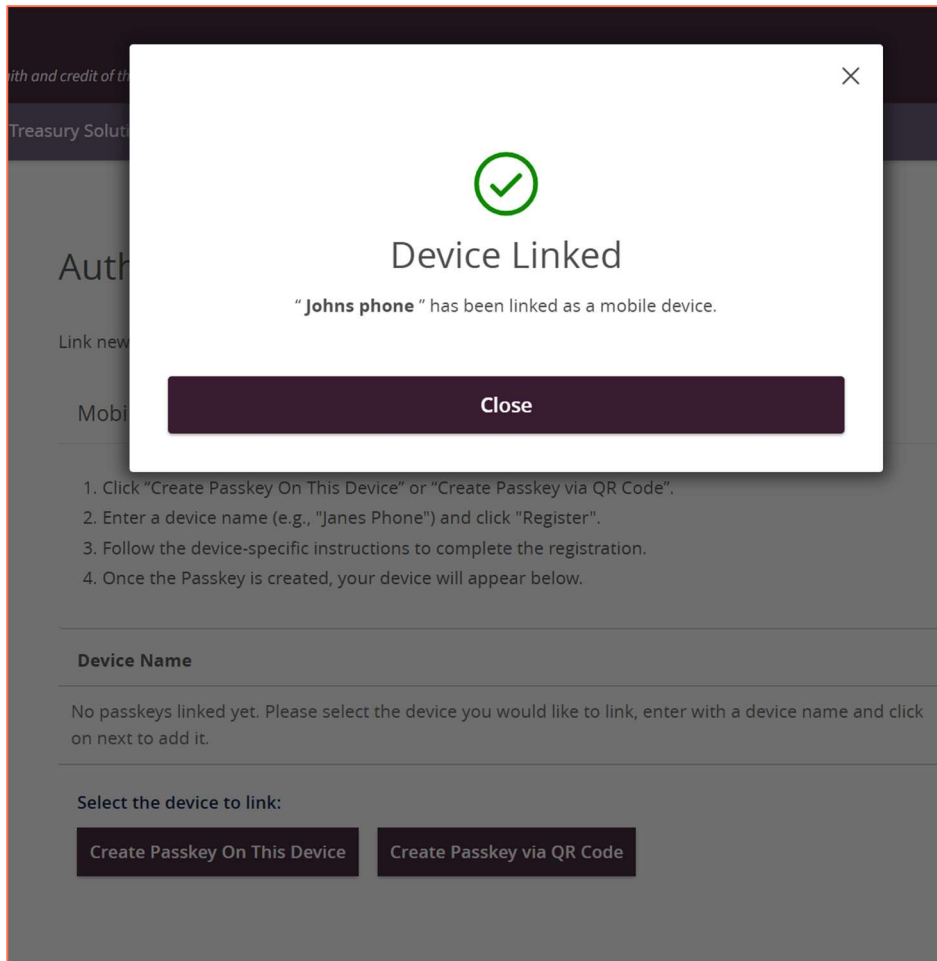 ith and credit of th
Treasury Soluti
Device Linked
“ Johns phone ” has been linked as a mobile device.
Auth
Link new
Close
Mobi
1. Click “Create Passkey On This Device” or “Create Passkey via QR Code”.
2. Enter a device name (e.g., "Janes Phone") and click "Register".
3. Follow the device-specific instructions to complete the registration.
4. Once the Passkey is created, your device will appear below.
Device Name
No passkeys linked yet. Please select the device you would like to link, enter with a device name and click
on next to add it.
Select the device to link:
Create Passkey On This Device
Create Passkey via QR Code